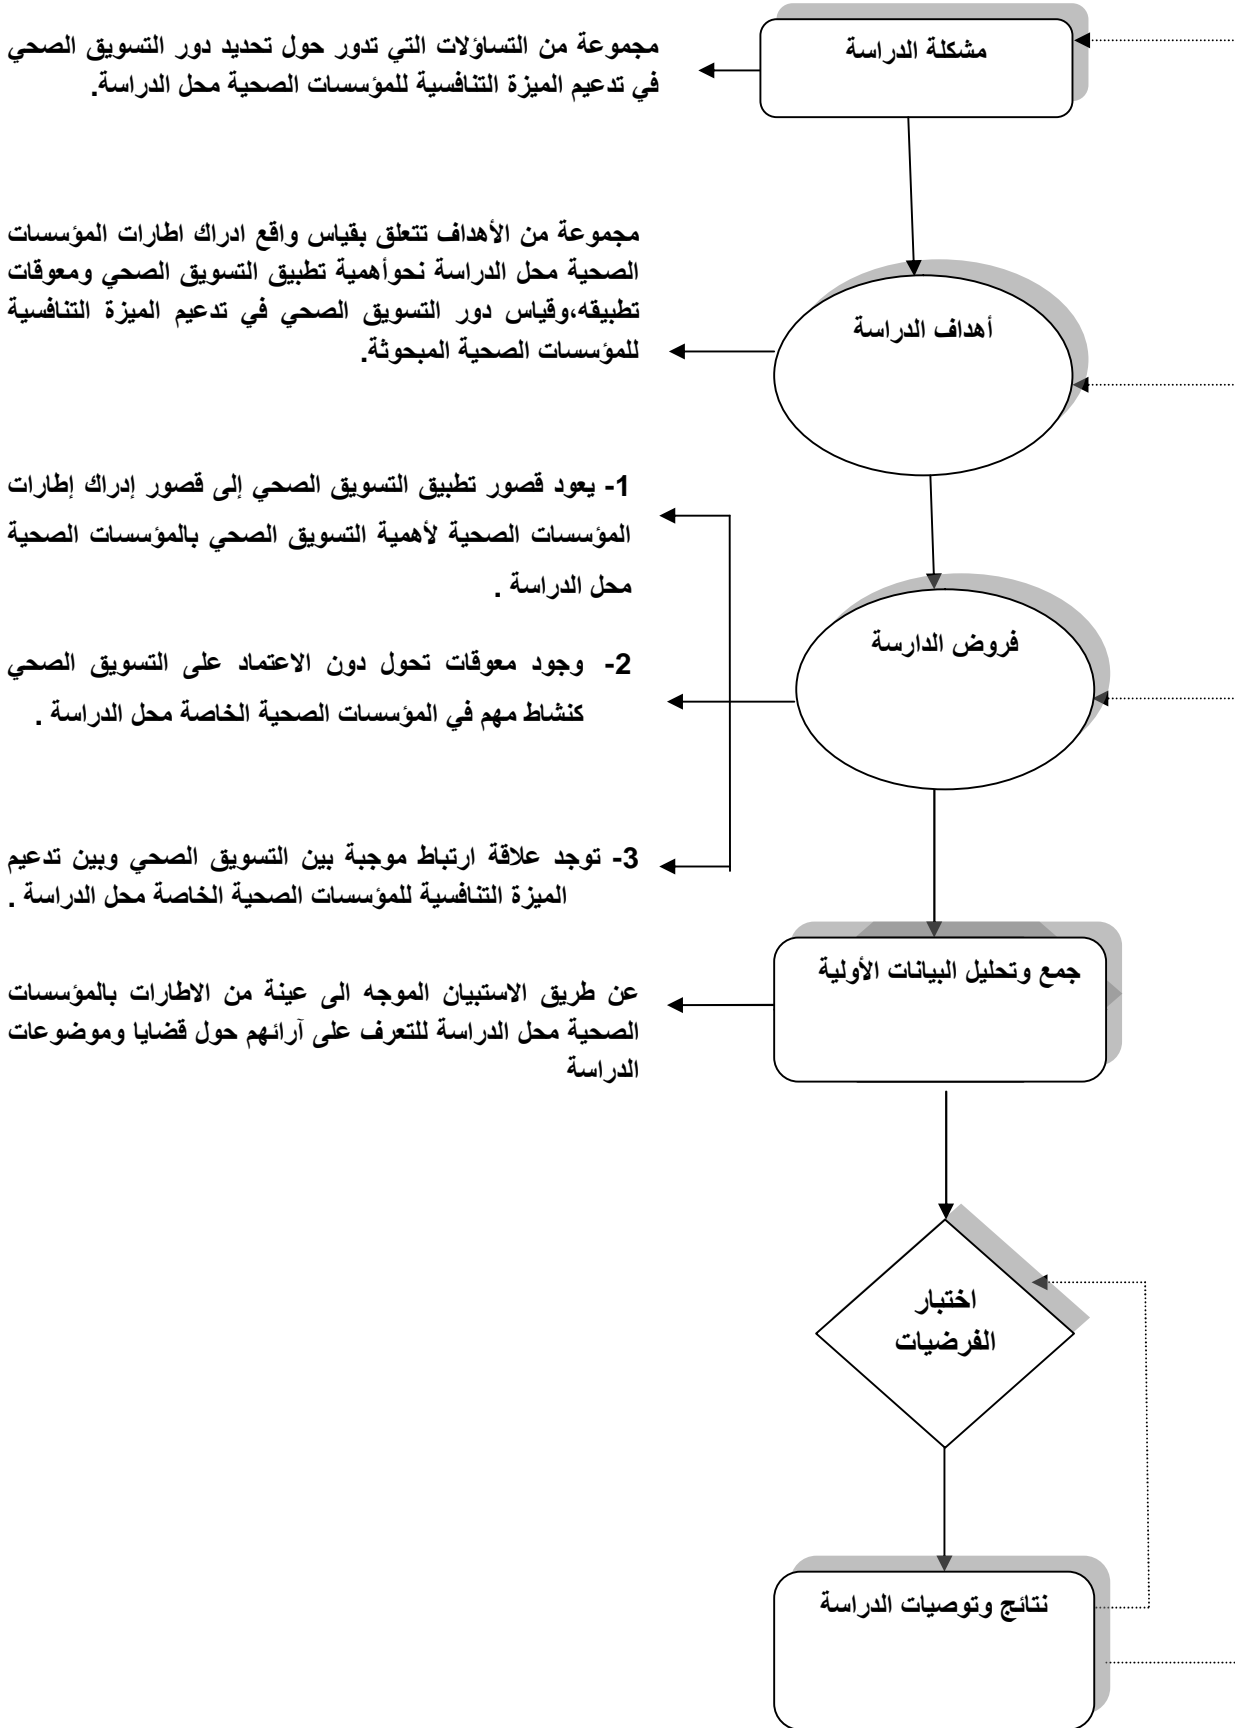 مشكلة الدراسة
مجموعة من التساؤلات التي تدور حول تحديد دور التسويق الصحي
في تدعيم الميزة التنافسية للمؤسسات الصحية محل الدراسة.
أهداف الدراسة
مجموعة من الأهداف تتعلق بقياس واقع ادراك اطارات المؤسسات
الصحية محل الدراسة نحوأهمية تطبيق التسويق الصحي ومعوقات
تطبيقه،وقياس دور التسويق الصحي في تدعيم الميزة التنافسية
للمؤسسات الصحية المبحوثة.
فروض الدارسة
1- يعود قصور تطبيق التسويق الصحي إلى قصور إدراك إطارات
المؤسسات الصحية لأهمية التسويق الصحي بالمؤسسات الصحية
محل الدراسة .
2- وجود معوقات تحول دون الاعتماد على التسويق الصحي
كنشاط مهم في المؤسسات الصحية الخاصة محل الدراسة .
3- توجد علاقة ارتباط موجبة بين التسويق الصحي وبين تدعيم
الميزة التنافسية للمؤسسات الصحية الخاصة محل الدراسة .
جمع وتحليل البيانات الأولية
عن طريق الاستبيان الموجه الى عينة من الاطارات بالمؤسسات
الصحية محل الدراسة للتعرف على آرائهم حول قضايا وموضوعات
الدراسة
اختبار
الفرضيات
نتائج وتوصيات الدراسة